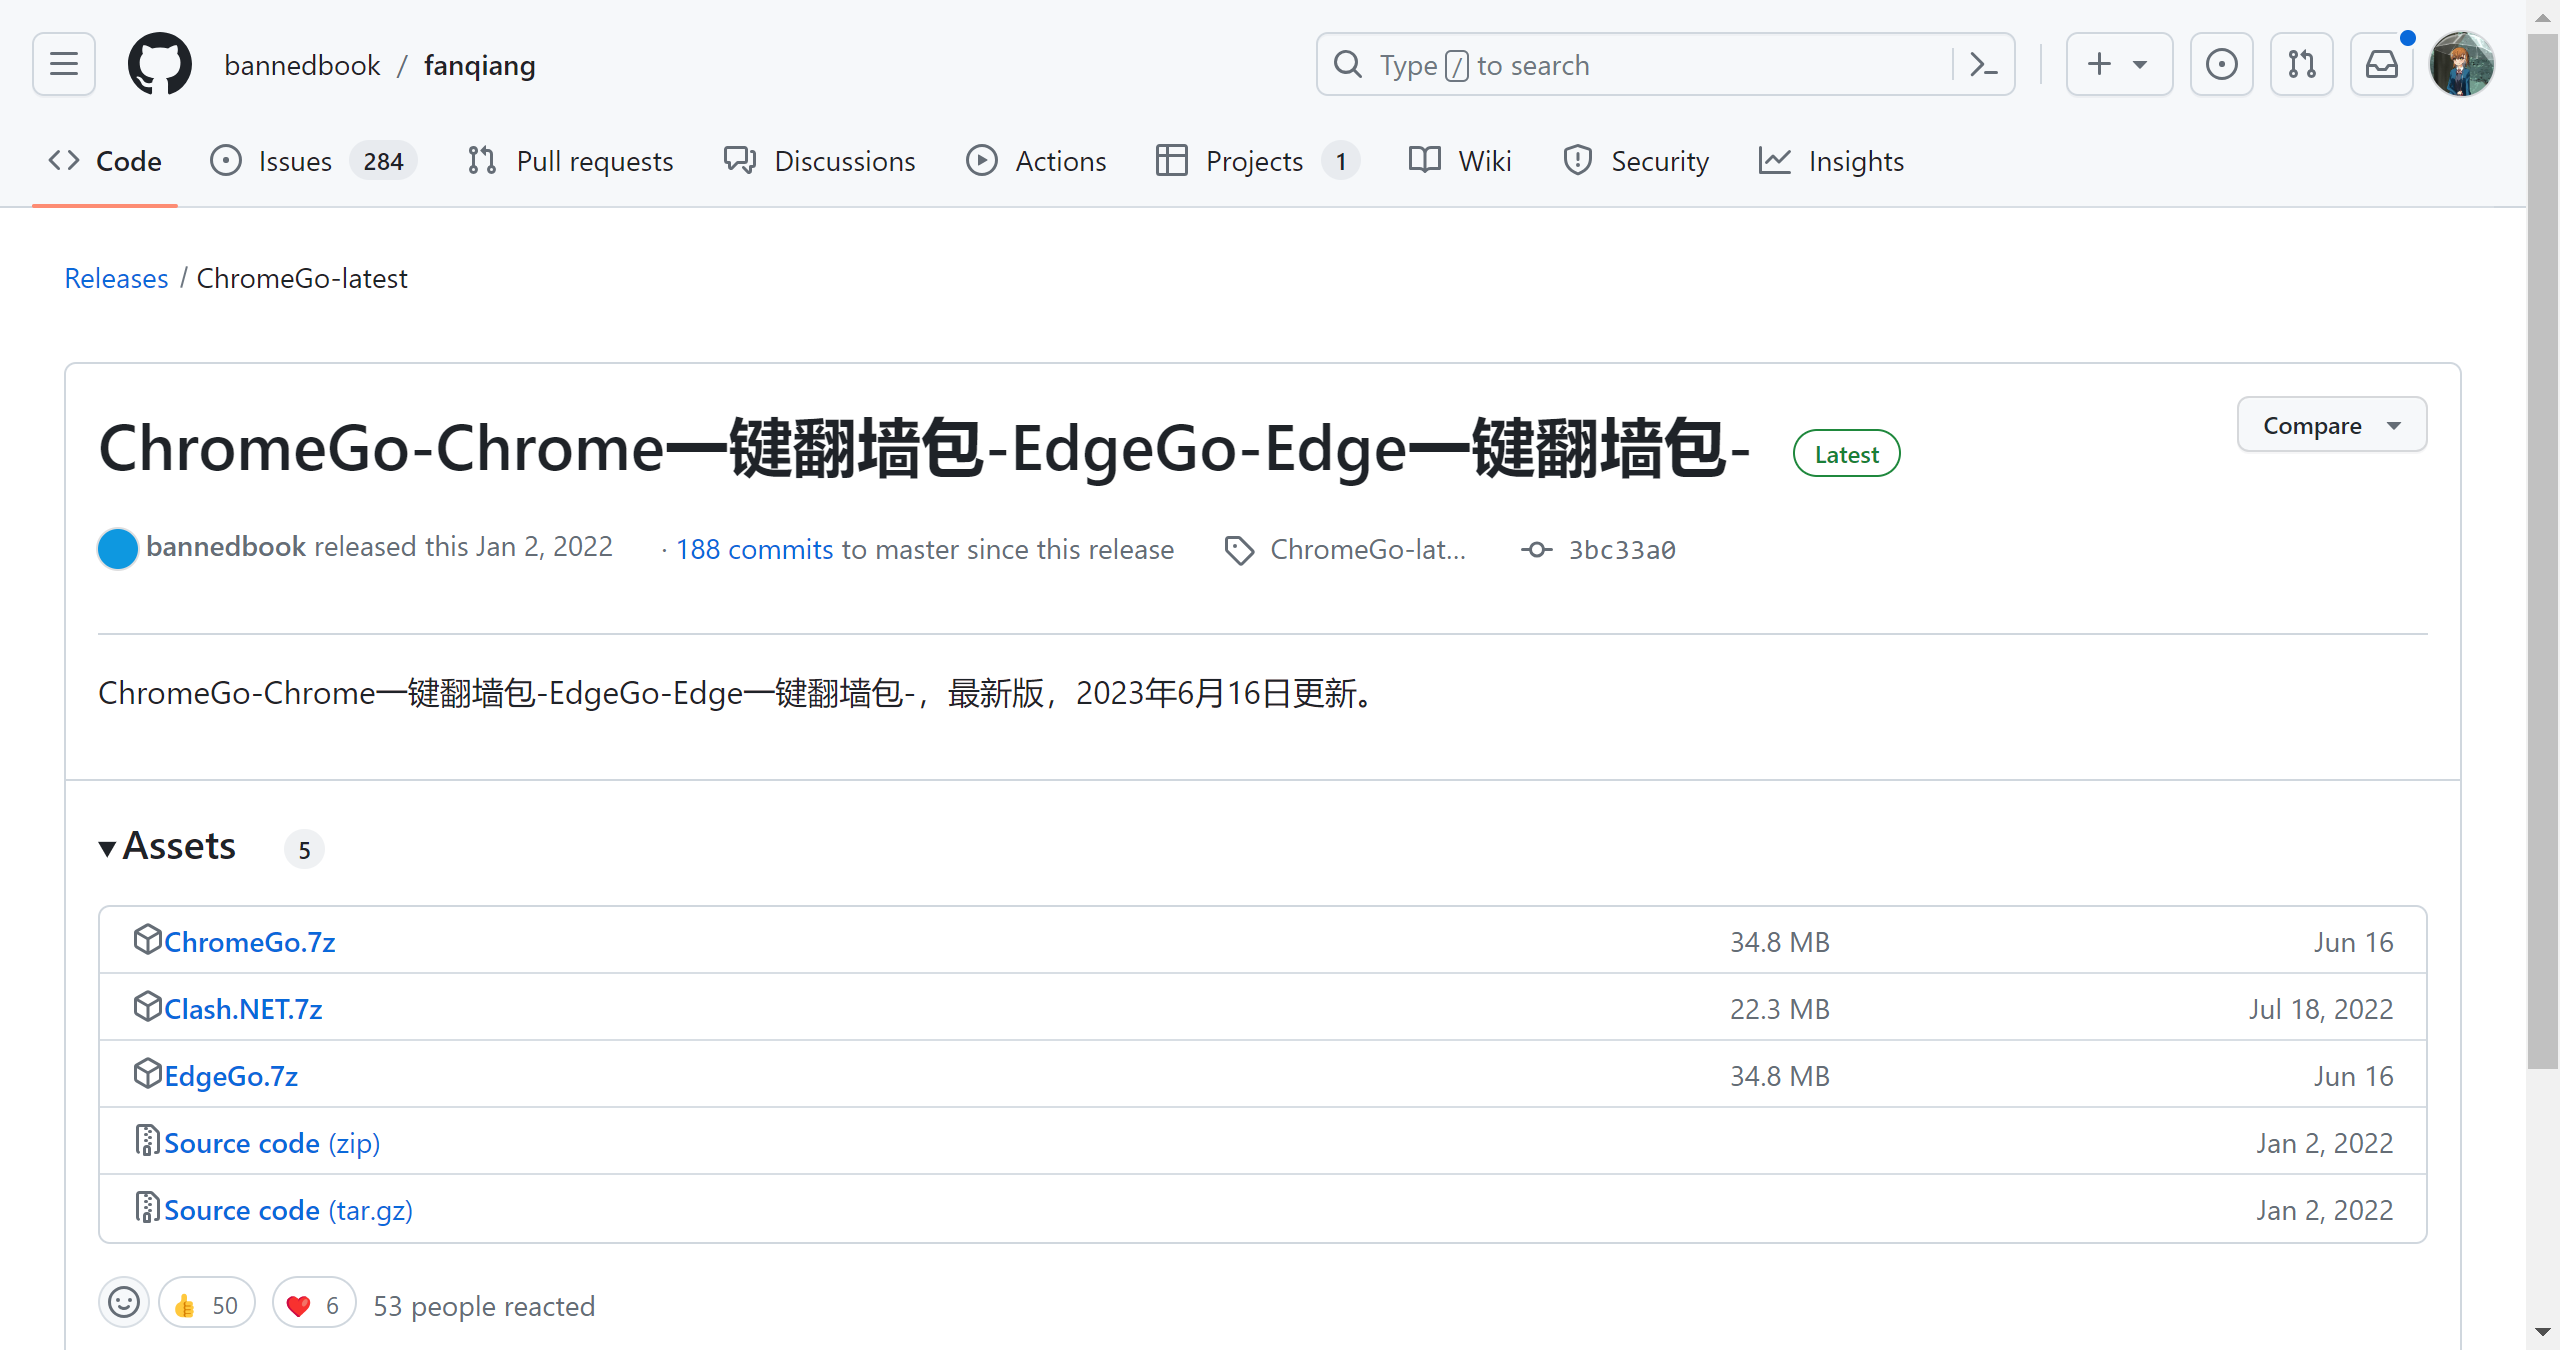 bannedbook / fanqiang
Type / to search
Code
Issues 284
Pull requests
Discussions
Actions
Projects 1
Wiki
Security
Insights
Releases / ChromeGo-latest
ChromeGo-Chrome一键翻墙包-EdgeGo-Edge一键翻墙包-
Latest
Compare
bannedbook released this Jan 2, 2022
· 188 commits to master since this release
ChromeGo-lat...
3bc33a0
ChromeGo-Chrome一键翻墙包-EdgeGo-Edge一键翻墙包-，最新版，2023年6月16日更新。
Assets 5
ChromeGo.7z 34.8 MB Jun 16
Clash.NET.7z 22.3 MB Jul 18, 2022
EdgeGo.7z 34.8 MB Jun 16
Source code (zip) Jan 2, 2022
Source code (tar.gz) Jan 2, 2022
50 6 53 people reacted